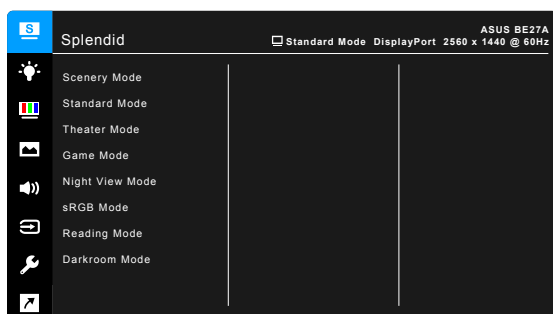 S
ASUS BE27A
Splendid
Standard Mode DisplayPort 2560 x 1440 @ 60Hz
Scenery Mode
Standard Mode
Theater Mode
Game Mode
Night View Mode
sRGB Mode
Reading Mode
Darkroom Mode